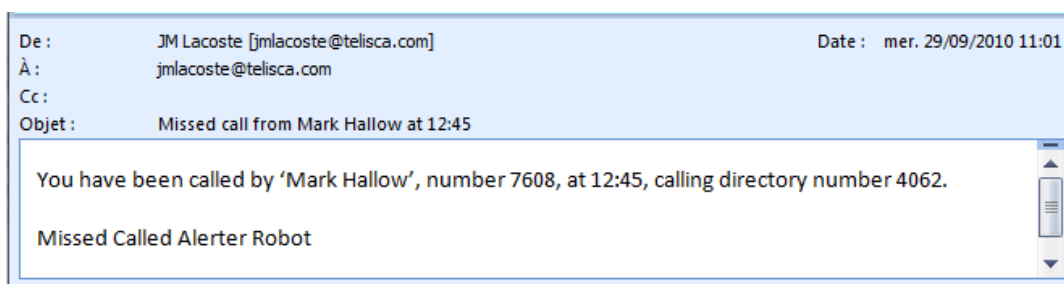 De : JM Lacoste [jmlacoste@telisca.com] Date : mer. 29/09/2010 11:01
À : jmlacoste@telisca.com
Cc :
Objet : Missed call from Mark Hallow at 12:45
You have been called by ‘Mark Hallow’, number 7608, at 12:45, calling directory number 4062.
Missed Called Alerter Robot